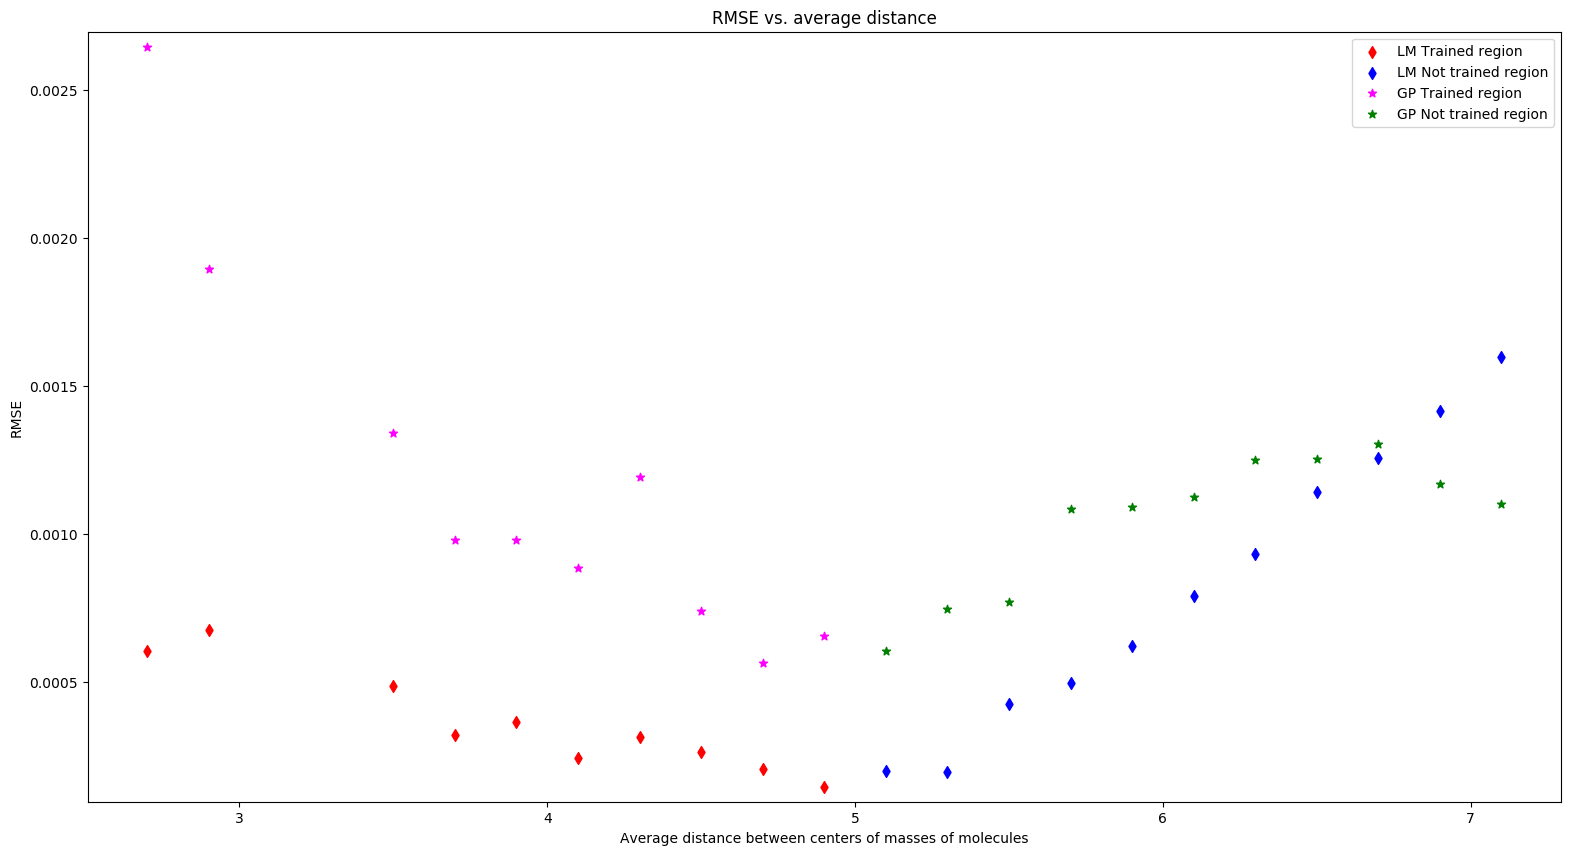 RMSE vs. average distance
LM Trained region
LM Not trained region
GP Trained region
GP Not trained region
0.0025
0.0020
0.0015
0.0010
0.0005
RMSE
3 4 5 6 7
Average distance between centers of masses of molecules